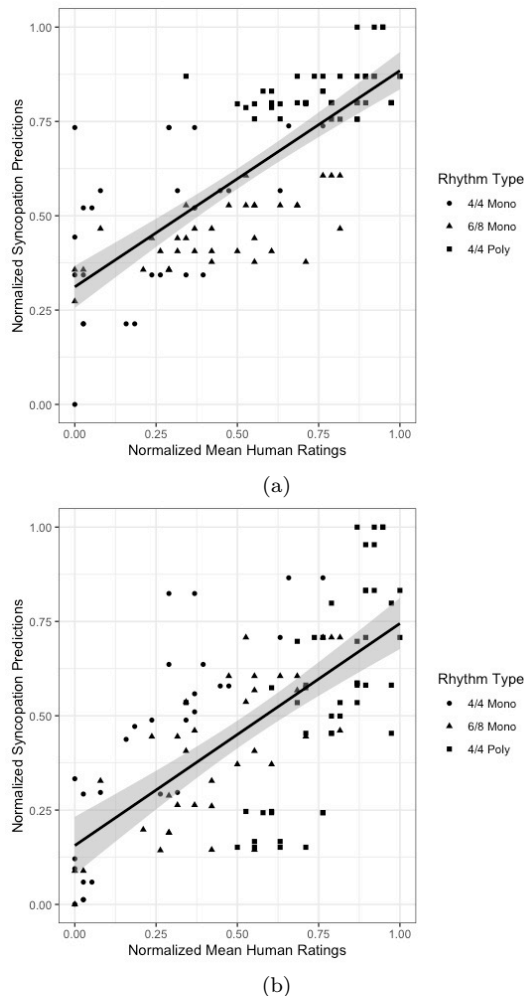 1.00
0.75
0.50
0.25
0.00
Normalized Syncopation Predictions
0.00 0.25 0.50 0.75 1.00
Normalized Mean Human Ratings
Rhythm Type
4/4 Mono
6/8 Mono
4/4 Poly
(a)
1.00
0.75
0.50
0.25
0.00
Normalized Syncopation Predictions
0.00 0.25 0.50 0.75 1.00
Normalized Mean Human Ratings
Rhythm Type
4/4 Mono
6/8 Mono
4/4 Poly
(b)